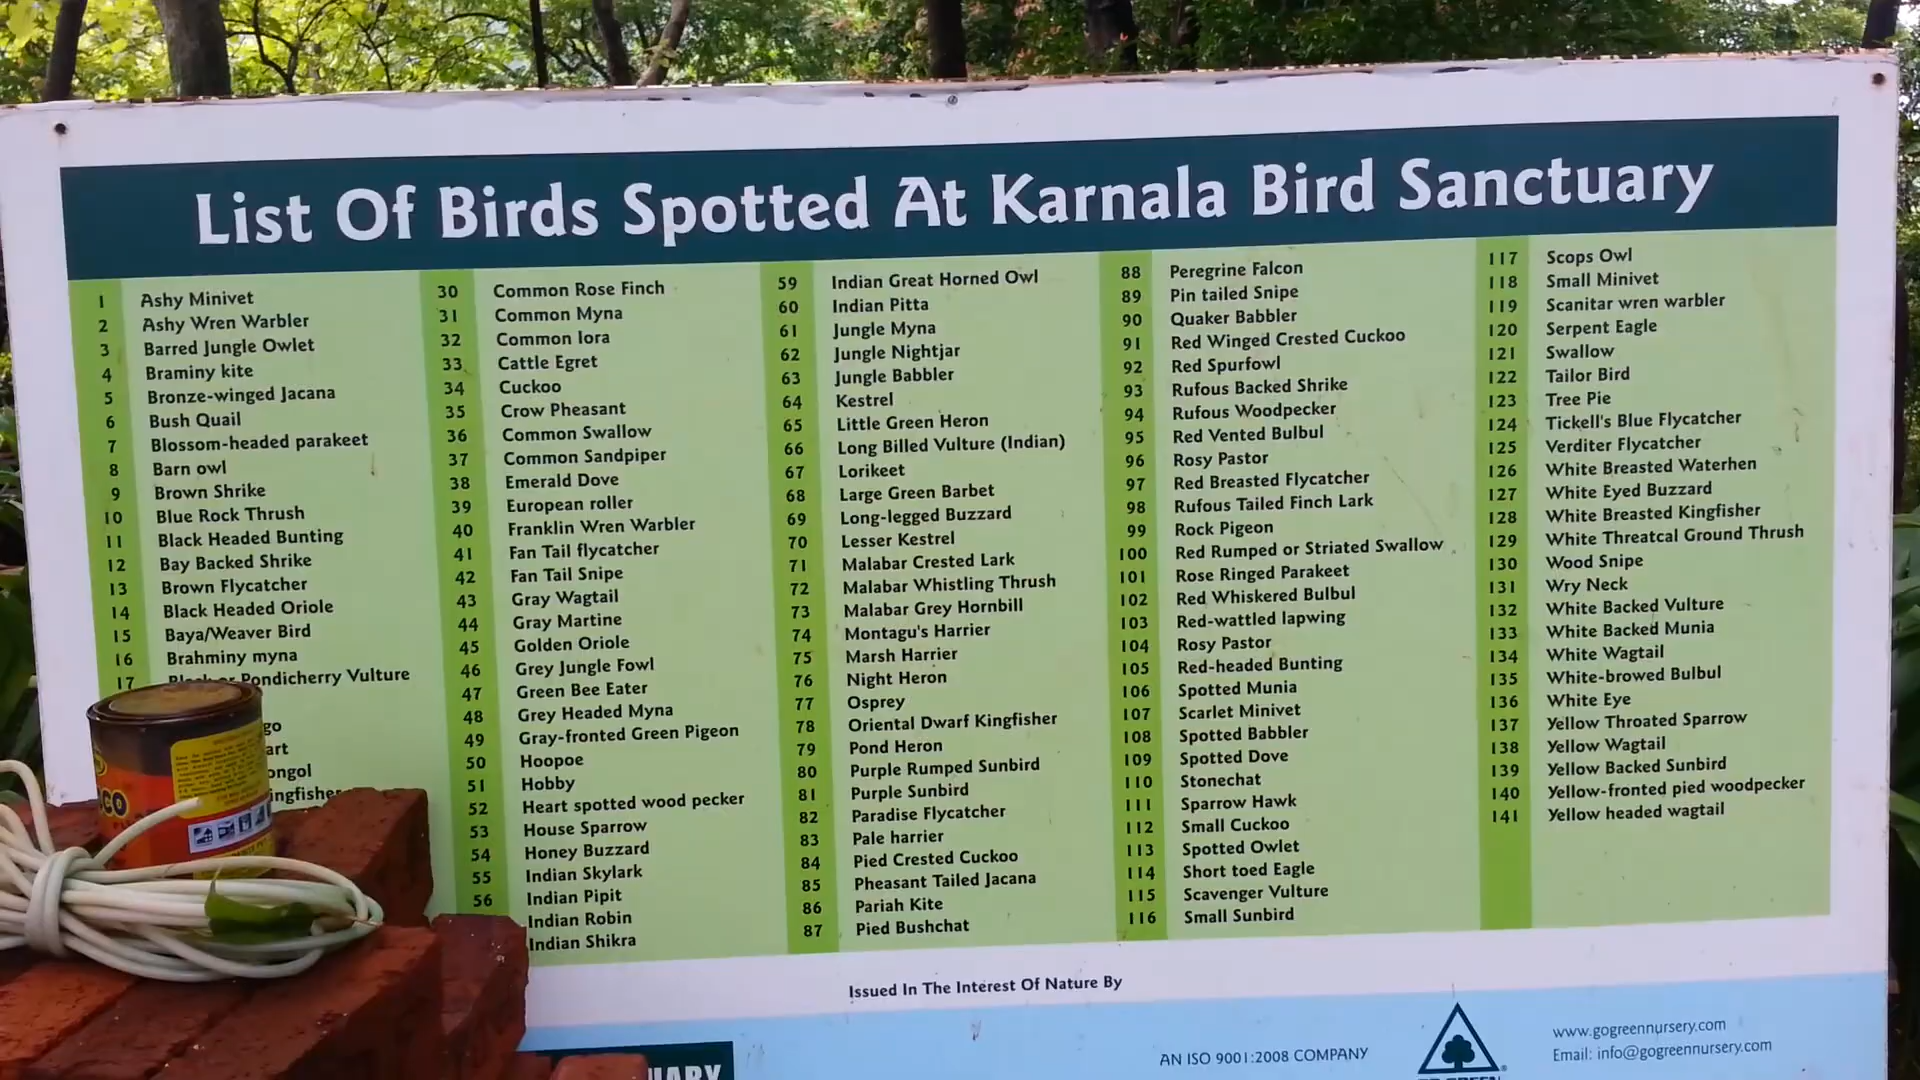 List Of Birds Spotted At Karnala Bird Sanctuary
1 Ashy Minivet
2 Ashy Wren Warbler
3 Barred Jungle Owlet
4 Braminy kite
5 Bronze-winged Jacana
6 Bush Quail
7 Blossom-headed parakeet
8 Barn owl
9 Brown Shrike
10 Blue Rock Thrush
11 Black Headed Bunting
12 Bay Backed Shrike
13 Brown Flycatcher
14 Black Headed Oriole
15 Baya/Weaver Bird
16 Brahminy myna
17 Black or Pondicherry Vulture
30 Common Rose Finch
31 Common Myna
32 Common Iora
33 Cattle Egret
34 Cuckoo
35 Crow Pheasant
36 Common Swallow
37 Common Sandpiper
38 Emerald Dove
39 European roller
40 Franklin Wren Warbler
41 Fan Tail flycatcher
42 Fan Tail Snipe
43 Gray Wagtail
44 Gray Martine
45 Golden Oriole
46 Grey Jungle Fowl
47 Green Bee Eater
48 Grey Headed Myna
49 Gray-fronted Green Pigeon
50 Hoopoe
51 Hobby
52 Heart spotted wood pecker
53 House Sparrow
54 Honey Buzzard
55 Indian Skylark
56 Indian Pipit
Indian Robin
Indian Shikra
59 Indian Great Horned Owl
60 Indian Pitta
61 Jungle Myna
62 Jungle Nightjar
63 Jungle Babbler
64 Kestrel
65 Little Green Heron
66 Long Billed Vulture (Indian)
67 Lorikeet
68 Large Green Barbet
69 Long-legged Buzzard
70 Lesser Kestrel
71 Malabar Crested Lark
72 Malabar Whistling Thrush
73 Malabar Grey Hornbill
74 Montagu's Harrier
75 Marsh Harrier
76 Night Heron
77 Osprey
78 Oriental Dwarf Kingfisher
79 Pond Heron
80 Purple Rumped Sunbird
81 Purple Sunbird
82 Paradise Flycatcher
83 Pale harrier
84 Pied Crested Cuckoo
85 Pheasant Tailed Jacana
86 Pariah Kite
87 Pied Bushchat
88 Peregrine Falcon
89 Pin tailed Snipe
90 Quaker Babbler
91 Red Winged Crested Cuckoo
92 Red Spurfowl
93 Rufous Backed Shrike
94 Rufous Woodpecker
95 Red Vented Bulbul
96 Rosy Pastor
97 Red Breasted Flycatcher
98 Rufous Tailed Finch Lark
99 Rock Pigeon
100 Red Rumped or Striated Swallow
101 Rose Ringed Parakeet
102 Red Whiskered Bulbul
103 Red-wattled lapwing
104 Rosy Pastor
105 Red-headed Bunting
106 Spotted Munia
107 Scarlet Minivet
108 Spotted Babbler
109 Spotted Dove
110 Stonechat
111 Sparrow Hawk
112 Small Cuckoo
113 Spotted Owlet
114 Short toed Eagle
115 Scavenger Vulture
116 Small Sunbird
117 Scops Owl
118 Small Minivet
119 Scanitar wren warbler
120 Serpent Eagle
121 Swallow
122 Tailor Bird
123 Tree Pie
124 Tickell's Blue Flycatcher
125 Verditer Flycatcher
126 White Breasted Waterhen
127 White Eyed Buzzard
128 White Breasted Kingfisher
129 White Threatcal Ground Thrush
130 Wood Snipe
131 Wry Neck
132 White Backed Vulture
133 White Backed Munia
134 White Wagtail
135 White-browed Bulbul
136 White Eye
137 Yellow Throated Sparrow
138 Yellow Wagtail
139 Yellow Backed Sunbird
140 Yellow-fronted pied woodpecker
141 Yellow headed wagtail
Issued In The Interest Of Nature By
AN ISO 9001:2008 COMPANY
www.gogreennursery.com
Email: info@gogreennursery.com